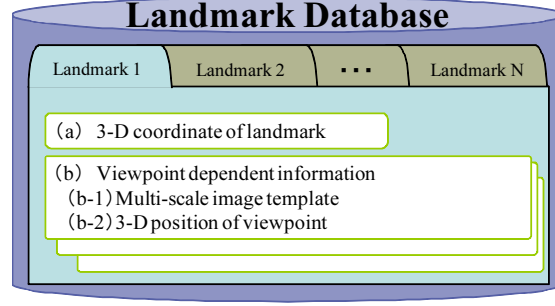 Landmark Database
Landmark 1 Landmark 2 ··· Landmark N
(a) 3-D coordinate of landmark
(b) Viewpoint dependent information
(b-1)Multi-scale image template
(b-2)3-D position of viewpoint